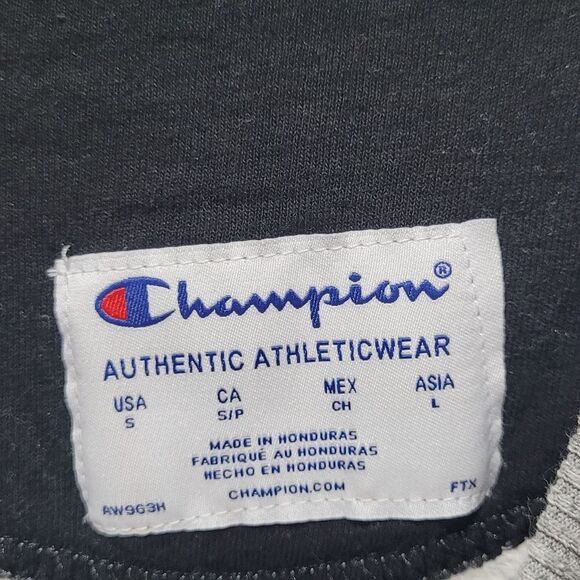 Champion®
AUTHENTIC ATHLETICWEAR
USA CA MEX ASIA
S S/P CH L
MADE IN HONDURAS
FABRIQUÉ AU HONDURAS
HECHO EN HONDURAS
CHAMPION.COM
AW963H FTX